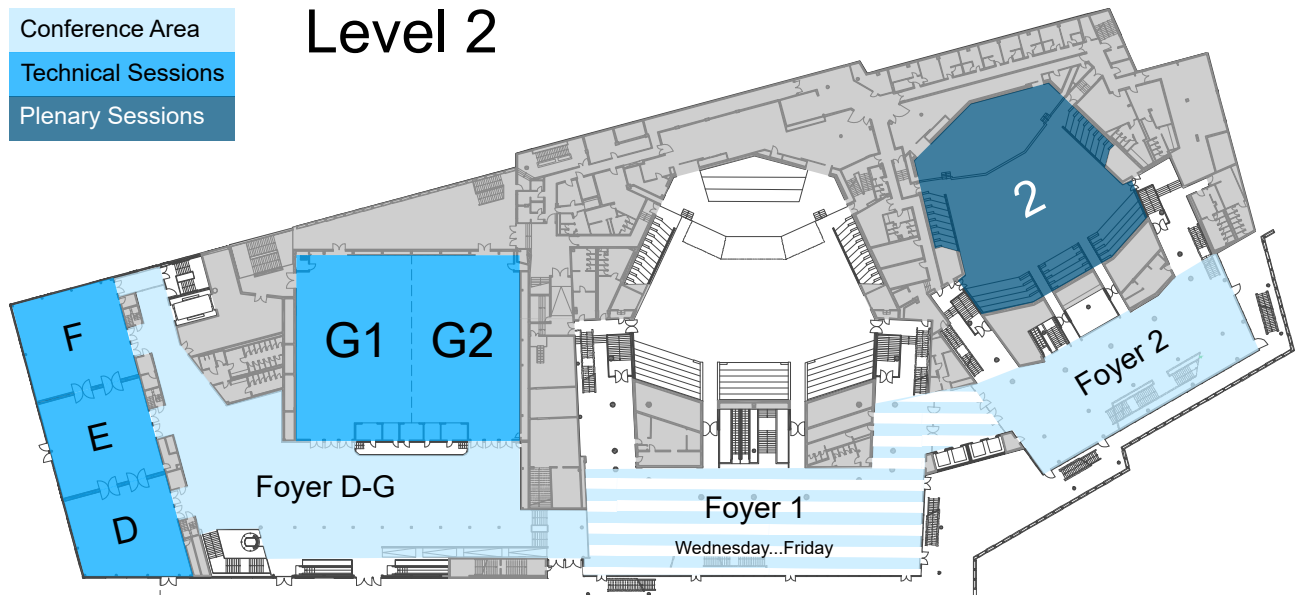 Level 2
Conference Area
Technical Sessions
Plenary Sessions
2
F
G1
G2
Foyer 2
E
Foyer D-G
Foyer 1
D
Wednesday...Friday